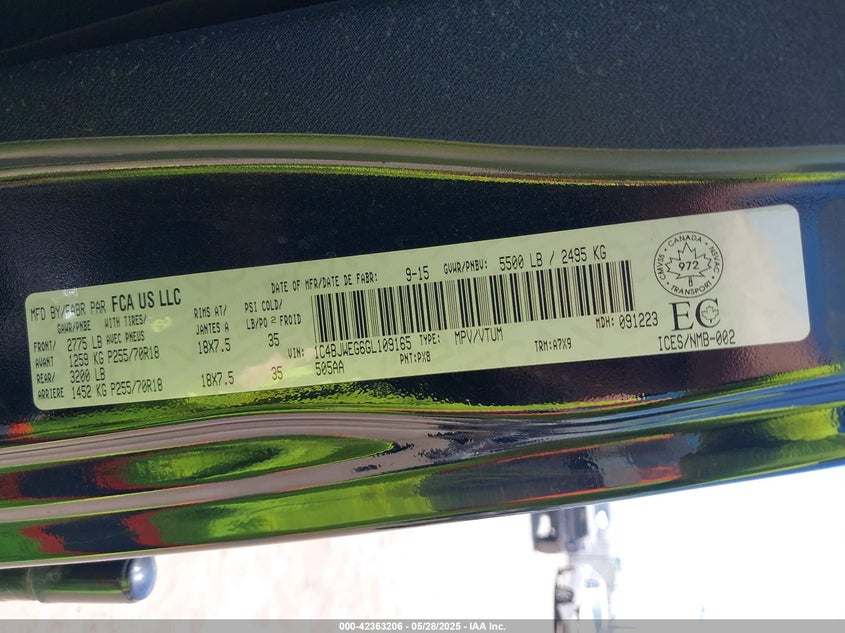 MFD BY/FABR PAR FCA US LLC
DATE OF MFR/DATE DE FABR: 9-15 GVWR/PNBV: 5500 LB / 2495 KG
GAWR/PNBE WITH TIRES/ AVEC PNEUS RIMS AT/ JANTES A PSI COLD/ LB/PO 2 FROID
FRONT/ 2775 LB
AVANT 1259 KG P255/70R18 18X7.5 35
REAR/ 3200 LB
ARRIERE 1452 KG P255/70R18 18X7.5 35
VIN: 1C4BJWEG6GL109165 TYPE: MPV/VTUM MDH: 091223
505AA PNT:PX8 TRM:A7X9
CMVSS · CANADA · NSVAC
972
TRANSPORT
EC
ICES/NMB-002
000-42363206 - 05/28/2025 - IAA Inc.